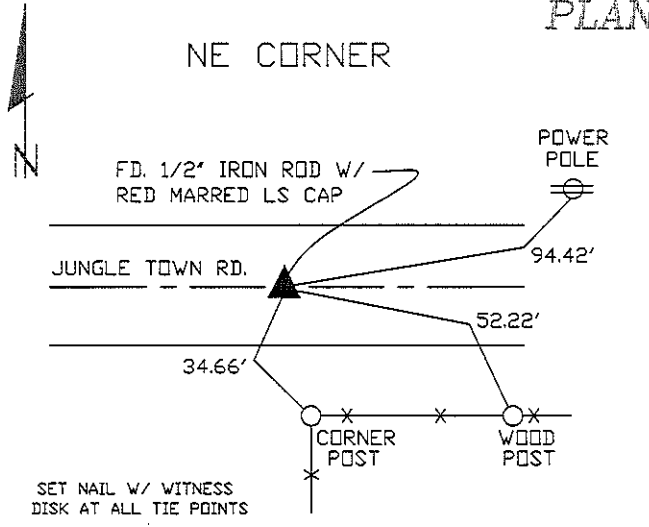 PLAN
NE CORNER
N
POWER
POLE
FD. 1/2" IRON ROD W/
RED MARRED LS CAP
JUNGLE TOWN RD.
94.42'
52.22'
34.66'
CORNER
POST
WOOD
POST
SET NAIL W/ WITNESS
DISK AT ALL TIE POINTS